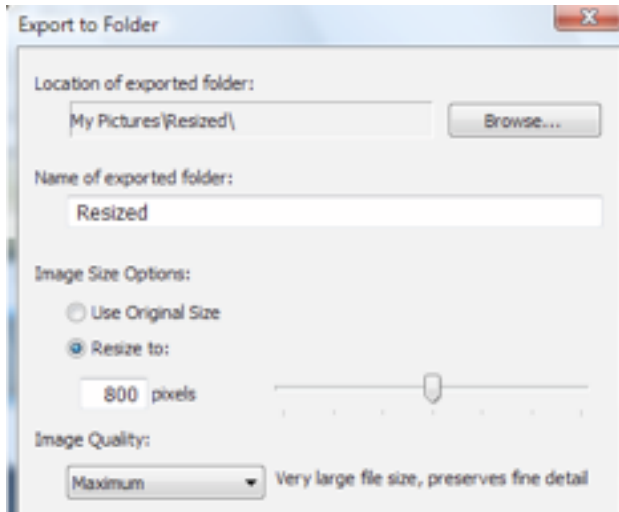 Export to Folder
Location of exported folder:
My Pictures\Resized\
Browse...
Name of exported folder:
Resized
Image Size Options:
Use Original Size
Resize to:
800 pixels
Image Quality:
Maximum
Very large file size, preserves fine detail